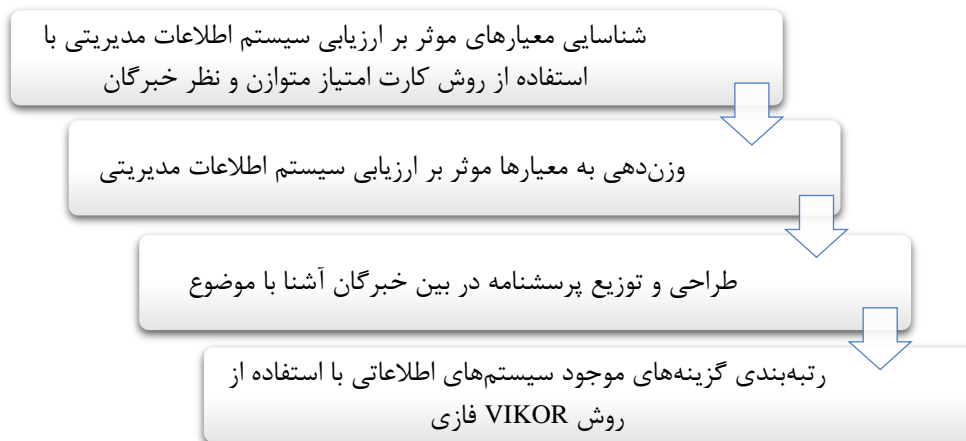 شناسایی معیارهای موثر بر ارزیابی سیستم اطلاعات مدیریتی با
استفاده از روش کارت امتیاز متوازن و نظر خبرگان
وزن‌دهی به معیارها موثر بر ارزیابی سیستم اطلاعات مدیریتی
طراحی و توزیع پرسشنامه در بین خبرگان آشنا با موضوع
رتبه‌بندی گزینه‌های موجود سیستم‌های اطلاعاتی با استفاده از
روش VIKOR فازی